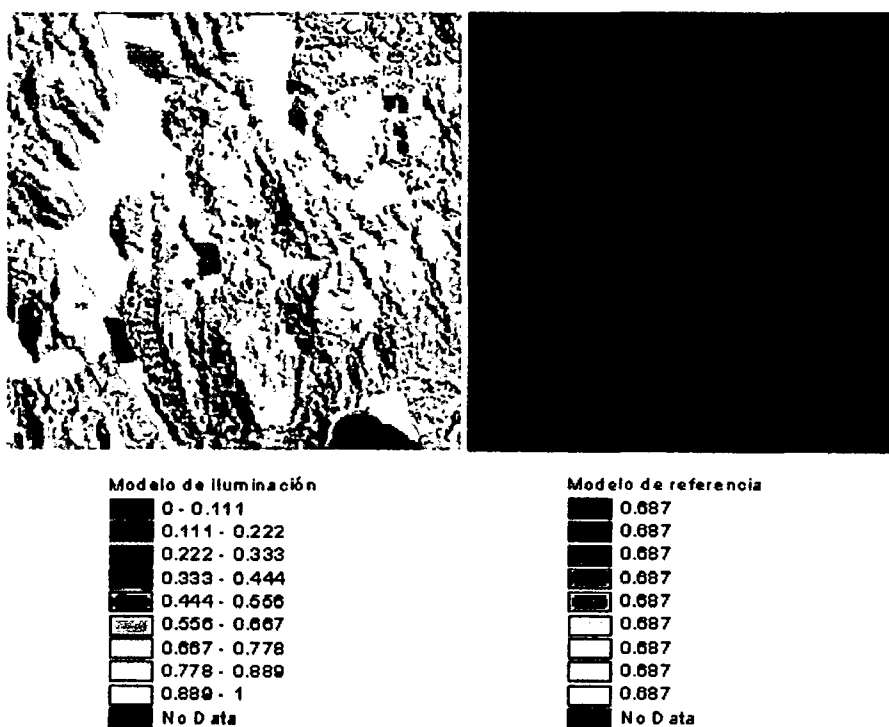 Modelo de iluminación
0 - 0.111
0.111 - 0.222
0.222 - 0.333
0.333 - 0.444
0.444 - 0.556
0.556 - 0.667
0.667 - 0.778
0.778 - 0.889
0.889 - 1
No Data
Modelo de referencia
0.687
0.687
0.687
0.687
0.687
0.687
0.687
0.687
0.687
No Data